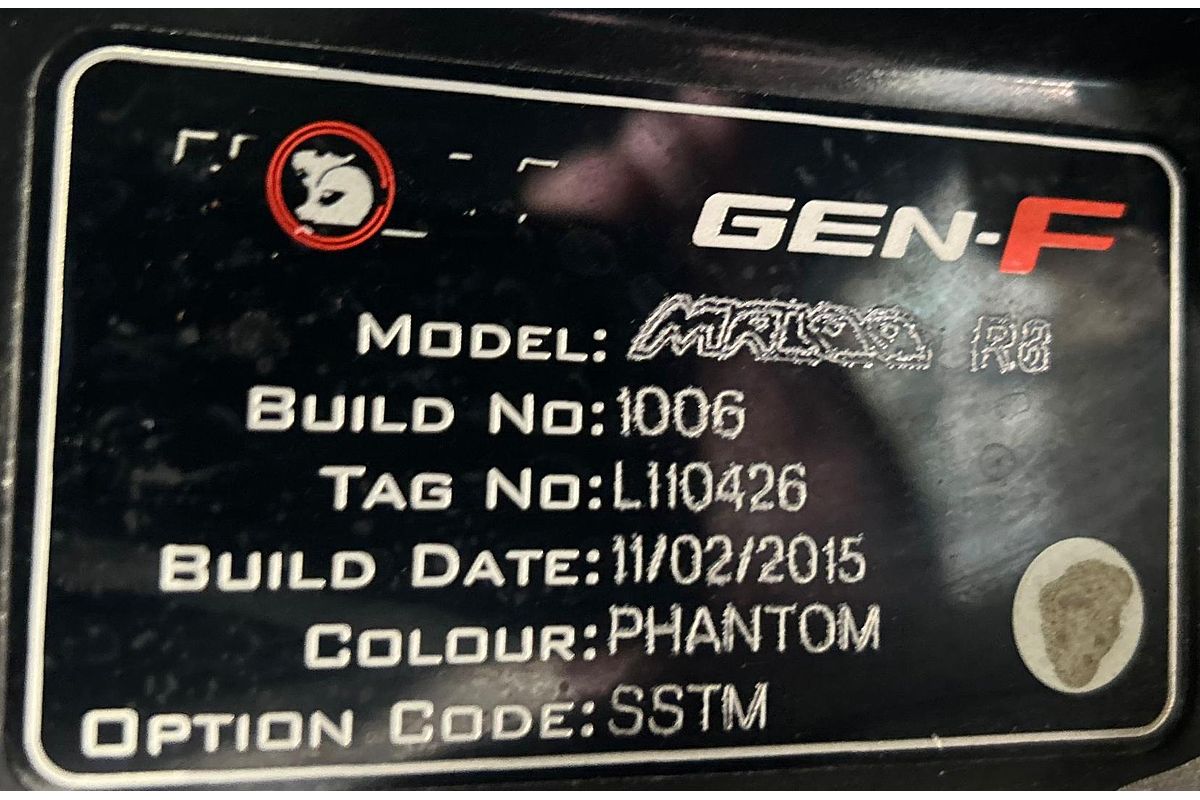 GEN-F
MODEL: MALOO R8
BUILD NO: 1006
TAG NO: L110426
BUILD DATE: 11/02/2015
COLOUR: PHANTOM
OPTION CODE: SSTM